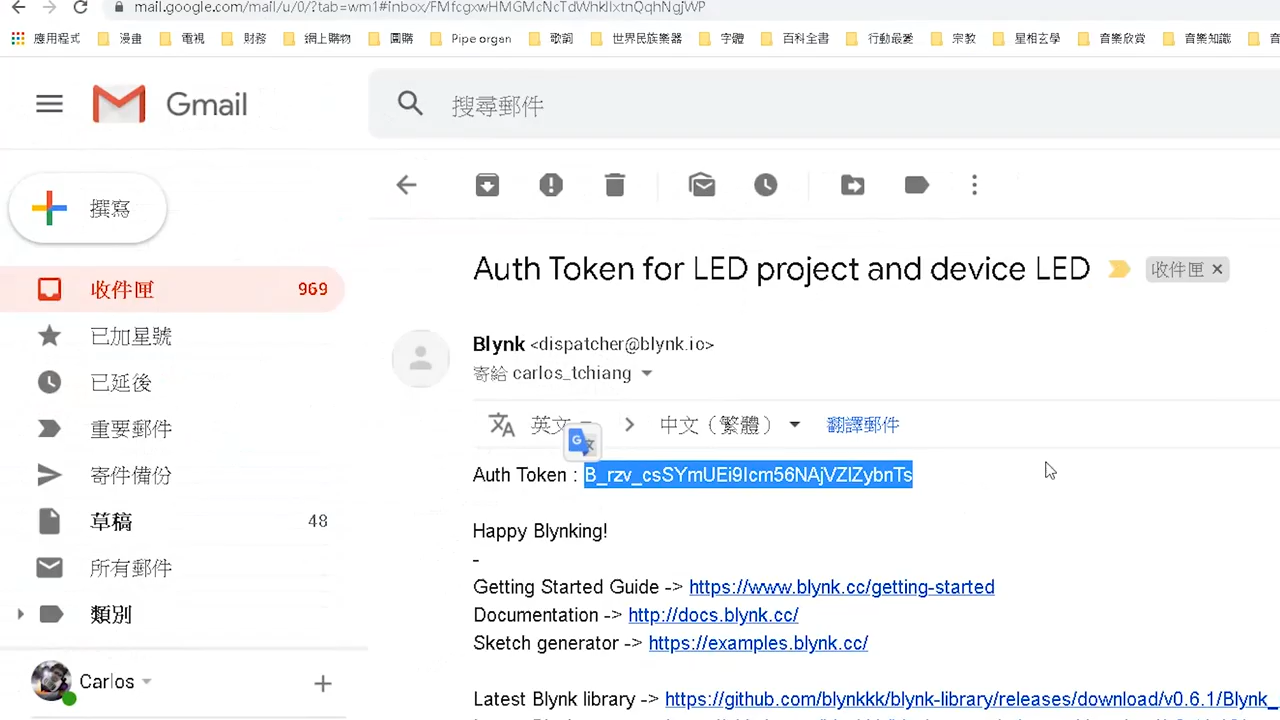 mail.google.com/mail/u/0/?tab=wm1#inbox/FMfcgxwHMGMcNcTdWhkllxtnQqhNgjWP
應用程式 漫畫 電視 財務 網上購物 團購 Pipe organ 歌詞 世界民族樂器 字體 百科全書 行動最愛 宗教 星相玄學 音樂欣賞 音樂知識 音
Gmail
搜尋郵件
撰寫
收件匣 969
已加星號
已延後
重要郵件
寄件備份
草稿 48
所有郵件
類別
Carlos
Auth Token for LED project and device LED 收件匣
Blynk <dispatcher@blynk.io>
寄給 carlos_tchiang
英文 中文（繁體） 翻譯郵件
Auth Token : B_rzv_csSYmUEi9Icm56NAjVZlZybnTs
Happy Blynking!
-
Getting Started Guide -> https://www.blynk.cc/getting-started
Documentation -> http://docs.blynk.cc/
Sketch generator -> https://examples.blynk.cc/
Latest Blynk library -> https://github.com/blynkkk/blynk-library/releases/download/v0.6.1/Blynk_